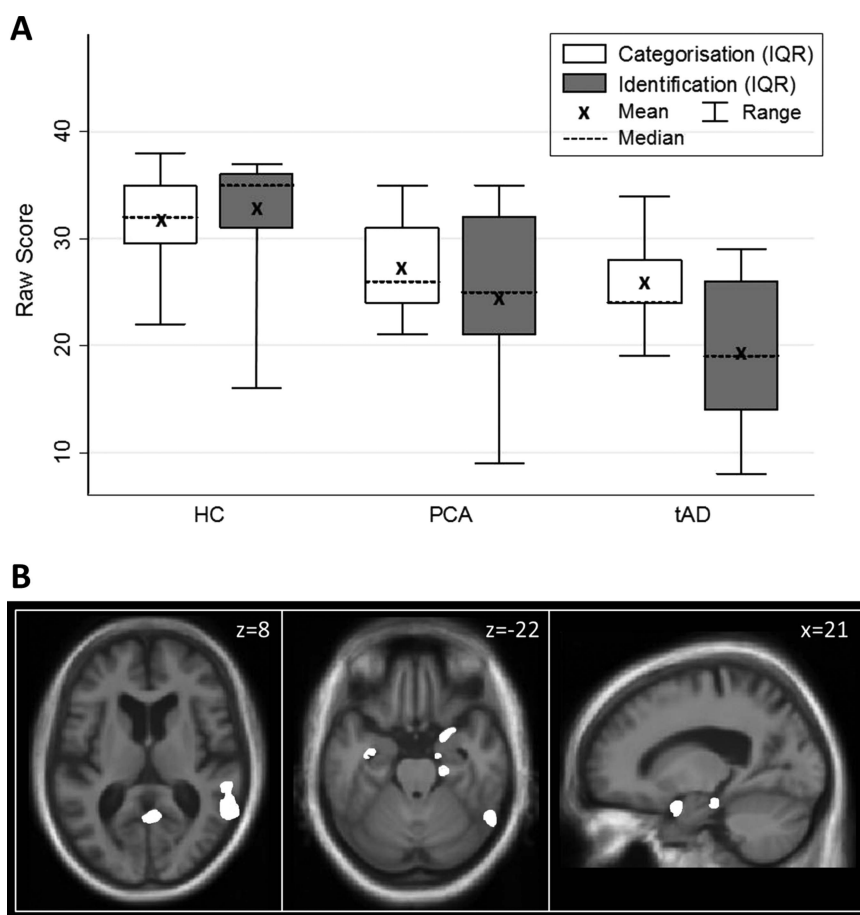 A
Categorisation (IQR)
Identification (IQR)
x Mean Range
Median
Raw Score
40
30
20
10
x x x x x x
HC PCA tAD
B
z=8 z=-22 x=21